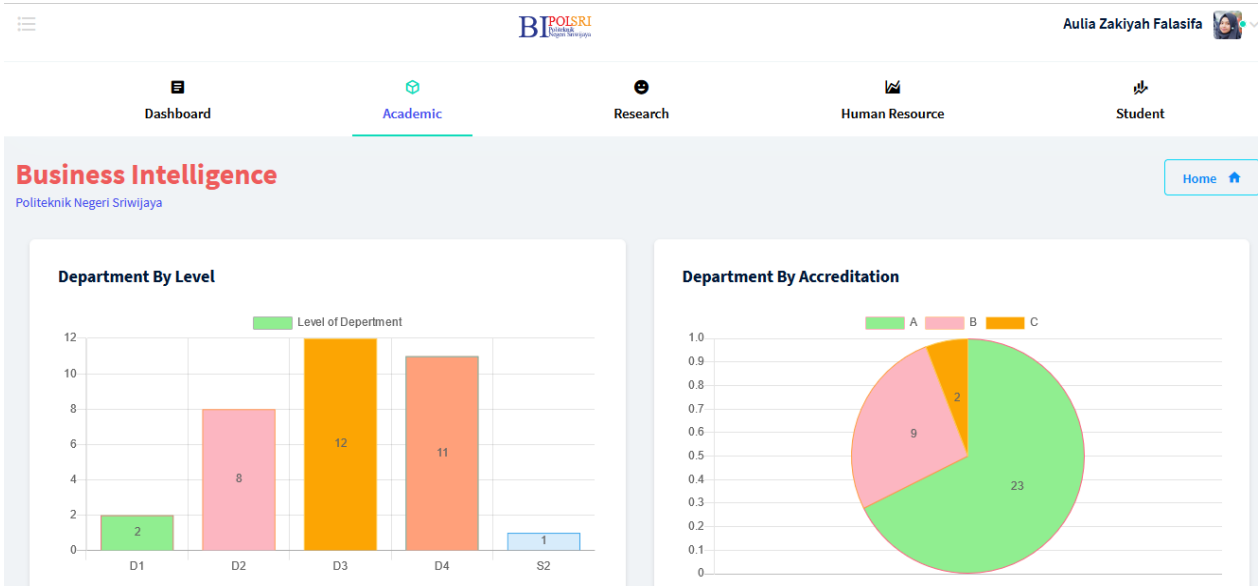 BIPOLSRI
Politeknik
Negeri Sriwijaya
Aulia Zakiyah Falasifa
Dashboard
Academic
Research
Human Resource
Student
Business Intelligence
Politeknik Negeri Sriwijaya
Home
Department By Level
Level of Depertment
12
10
8
6
4
2
0
2
8
12
11
1
D1
D2
D3
D4
S2
Department By Accreditation
A
B
C
1.0
0.9
0.8
0.7
0.6
0.5
0.4
0.3
0.2
0.1
0
2
9
23